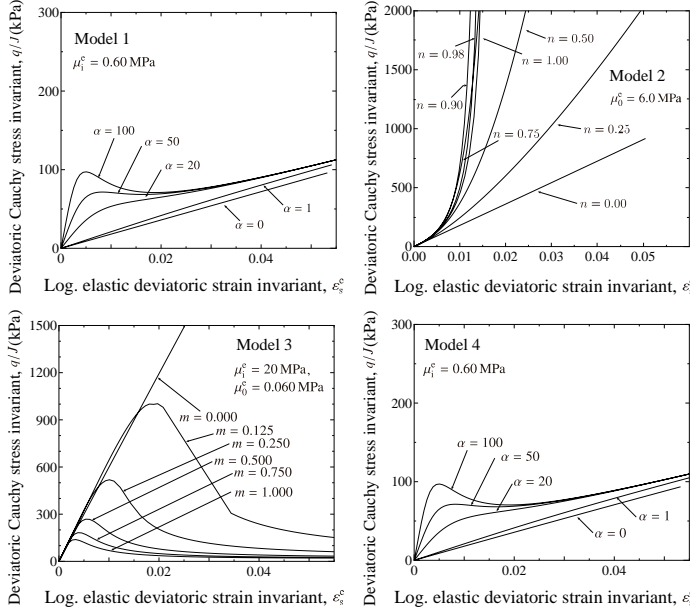 Deviatoric Cauchy stress invariant, q/J (kPa)
300
200
100
0
Model 1
μᵢᵉ = 0.60 MPa
α = 100
α = 50
α = 20
α = 1
α = 0
0 0.02 0.04
Log. elastic deviatoric strain invariant, εₛᵉ
Deviatoric Cauchy stress invariant, q/J (kPa)
2000
1500
1000
500
0
n = 0.50
n = 0.98
n = 1.00
Model 2
μ₀ᵉ = 6.0 MPa
n = 0.90
n = 0.75
n = 0.25
n = 0.00
0.00 0.01 0.02 0.03 0.04 0.05
Log. elastic deviatoric strain invariant,
Deviatoric Cauchy stress invariant, q/J (kPa)
1500
1200
900
600
300
0
Model 3
μᵢᵉ = 20 MPa,
μ₀ᵉ = 0.060 MPa
m = 0.000
m = 0.125
m = 0.250
m = 0.500
m = 0.750
m = 1.000
0 0.02 0.04
Log. elastic deviatoric strain invariant, εₛᵉ
Deviatoric Cauchy stress invariant, q/J (kPa)
300
200
100
0
Model 4
μᵢᵉ = 0.60 MPa
α = 100
α = 50
α = 20
α = 1
α = 0
0 0.02 0.04
Log. elastic deviatoric strain invariant,